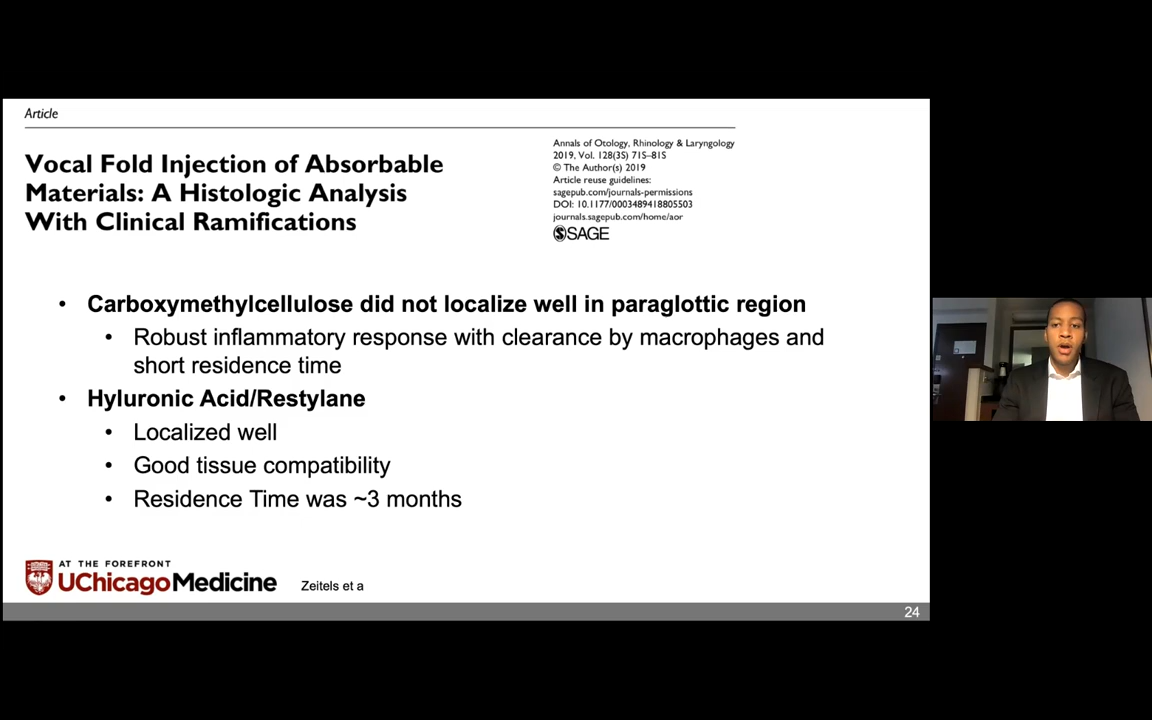 Article
Vocal Fold Injection of Absorbable
Materials: A Histologic Analysis
With Clinical Ramifications
Annals of Otology, Rhinology & Laryngology
2019, Vol. 128(3S) 71S–81S
© The Author(s) 2019
Article reuse guidelines:
sagepub.com/journals-permissions
DOI: 10.1177/0003489418805503
journals.sagepub.com/home/aor
SAGE
• Carboxymethylcellulose did not localize well in paraglottic region
• Robust inflammatory response with clearance by macrophages and
short residence time
• Hyluronic Acid/Restylane
• Localized well
• Good tissue compatibility
• Residence Time was ~3 months
AT THE FOREFRONT
UChicago Medicine
Zeitels et a
24